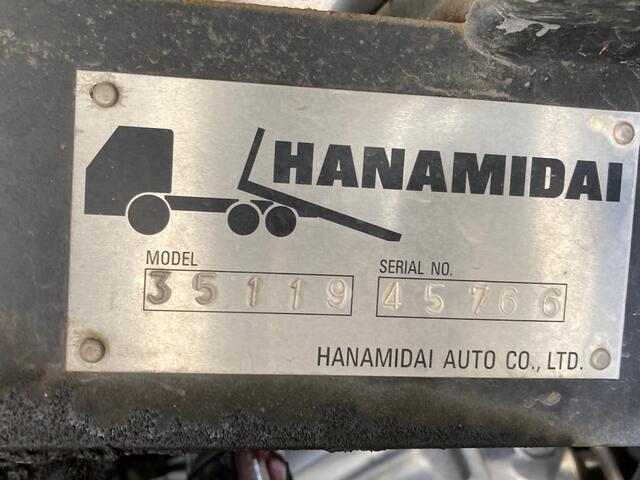 HANAMIDAI
MODEL
35119
SERIAL NO.
45766
HANAMIDAI AUTO CO., LTD.